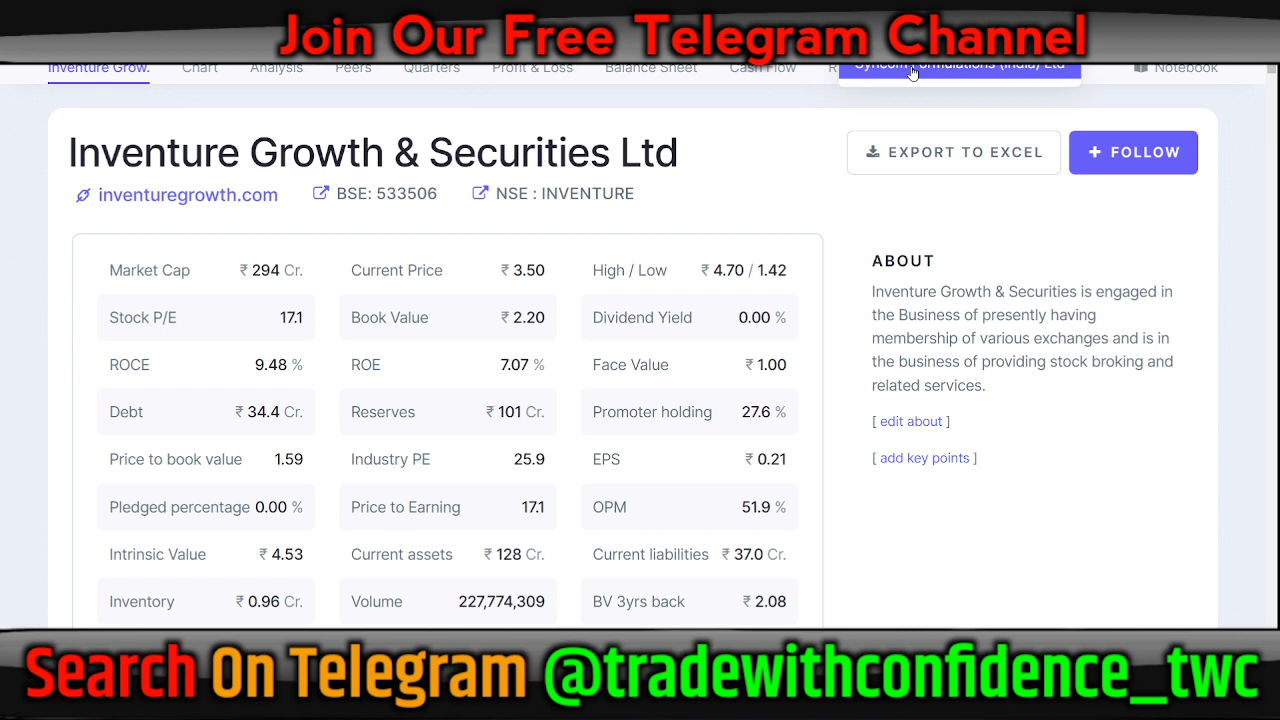 Join Our Free Telegram Channel
Inventure Grow. Chart Analysis Peers Quarters Profit & Loss Balance Sheet Cash Flow R Syncom Formulations (India) Ltd Notebook
Inventure Growth & Securities Ltd
EXPORT TO EXCEL
+ FOLLOW
inventuregrowth.com BSE: 533506 NSE : INVENTURE
Market Cap ₹ 294 Cr. Current Price ₹ 3.50 High / Low ₹ 4.70 / 1.42
Stock P/E 17.1 Book Value ₹ 2.20 Dividend Yield 0.00 %
ROCE 9.48 % ROE 7.07 % Face Value ₹ 1.00
Debt ₹ 34.4 Cr. Reserves ₹ 101 Cr. Promoter holding 27.6 %
Price to book value 1.59 Industry PE 25.9 EPS ₹ 0.21
Pledged percentage 0.00 % Price to Earning 17.1 OPM 51.9 %
Intrinsic Value ₹ 4.53 Current assets ₹ 128 Cr. Current liabilities ₹ 37.0 Cr.
Inventory ₹ 0.96 Cr. Volume 227,774,309 BV 3yrs back ₹ 2.08
ABOUT
Inventure Growth & Securities is engaged in
the Business of presently having
membership of various exchanges and is in
the business of providing stock broking and
related services.
[ edit about ]
[ add key points ]
Search On Telegram @tradewithconfidence_twc